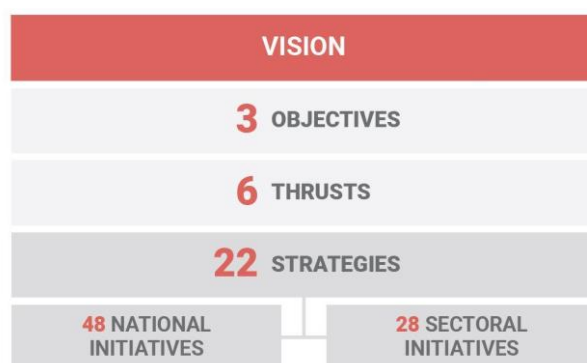 VISION
3 OBJECTIVES
6 THRUSTS
22 STRATEGIES
48 NATIONAL
INITIATIVES
28 SECTORAL
INITIATIVES